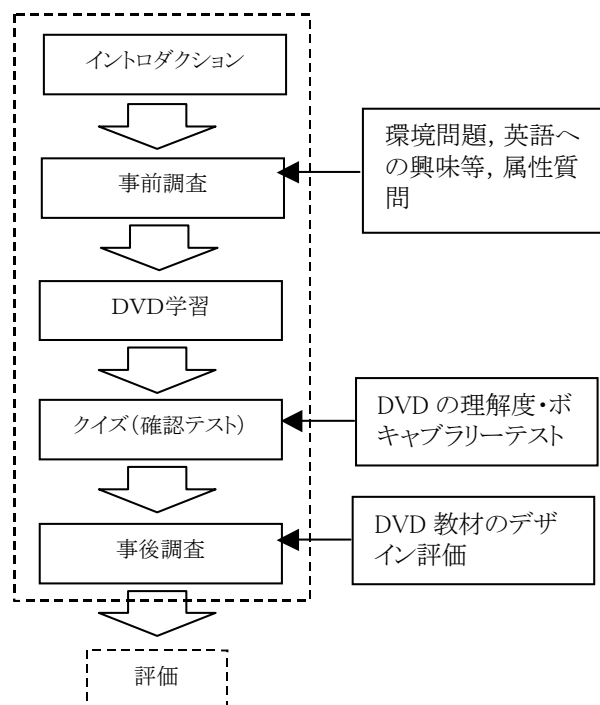 イントロダクション
環境問題, 英語へ
の興味等, 属性質
問
事前調査
DVD学習
クイズ(確認テスト)
DVD の理解度・ボ
キャブラリーテスト
事後調査
DVD 教材のデザ
イン評価
評価